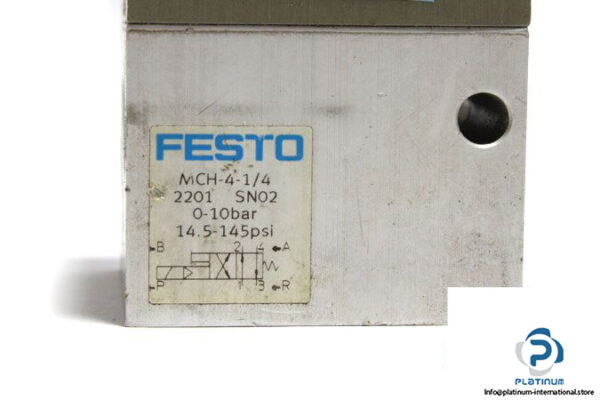 FESTO
MCH-4-1/4
2201 SN02
0-10bar
14.5-145psi
B 2 4 A
P 1 3 R
PLATINUM
Info@platinum-international.store